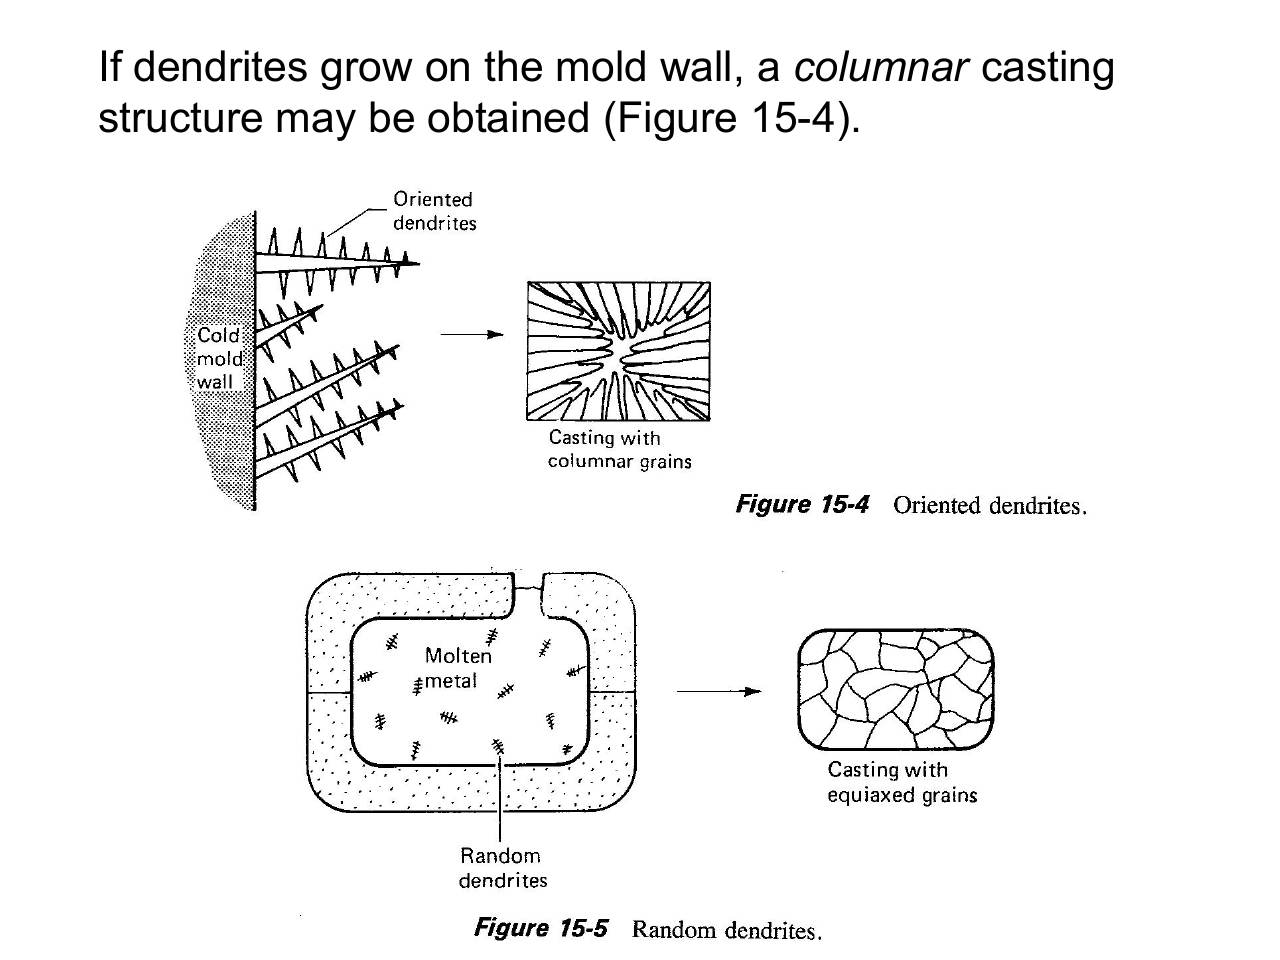 If dendrites grow on the mold wall, a columnar casting
structure may be obtained (Figure 15-4).
Oriented
dendrites
Cold
mold
wall
Casting with
columnar grains
Figure 15-4 Oriented dendrites.
Molten
metal
Casting with
equiaxed grains
Random
dendrites
Figure 15-5 Random dendrites.